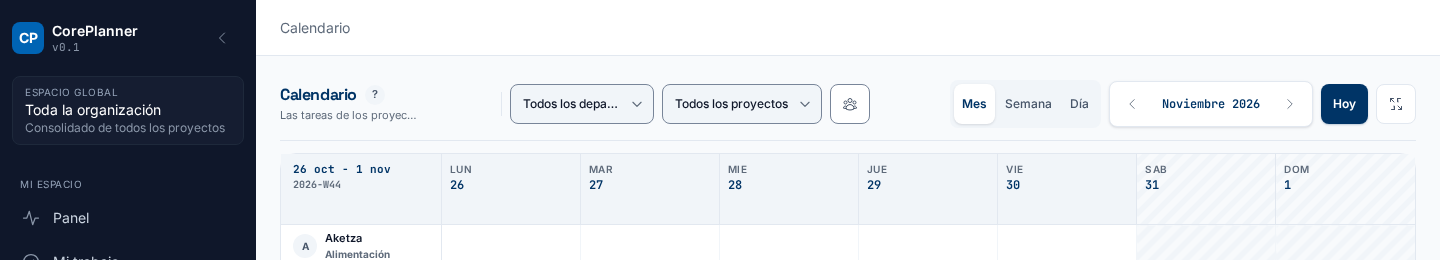 CP CorePlanner
v0.1
ESPACIO GLOBAL
Toda la organización
Consolidado de todos los proyectos
MI ESPACIO
Panel
Mi trabajo
Calendario
Calendario ?
Las tareas de los proyec...
Todos los depa...
Todos los proyectos
Mes Semana Día
Noviembre 2026
Hoy
26 oct - 1 nov
2026-W44
LUN
26
MAR
27
MIE
28
JUE
29
VIE
30
SAB
31
DOM
1
A Aketza
Alimentación